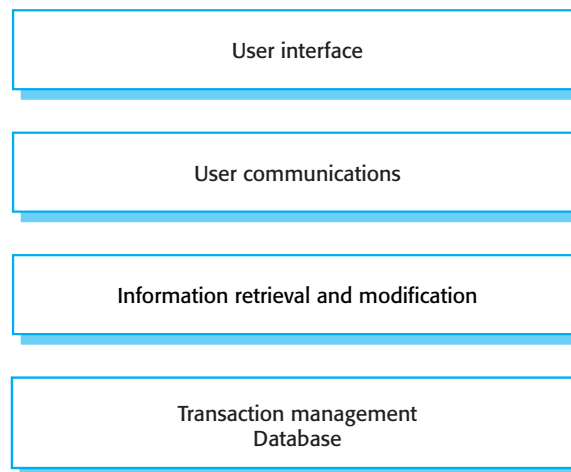 User interface
User communications
Information retrieval and modification
Transaction management
Database